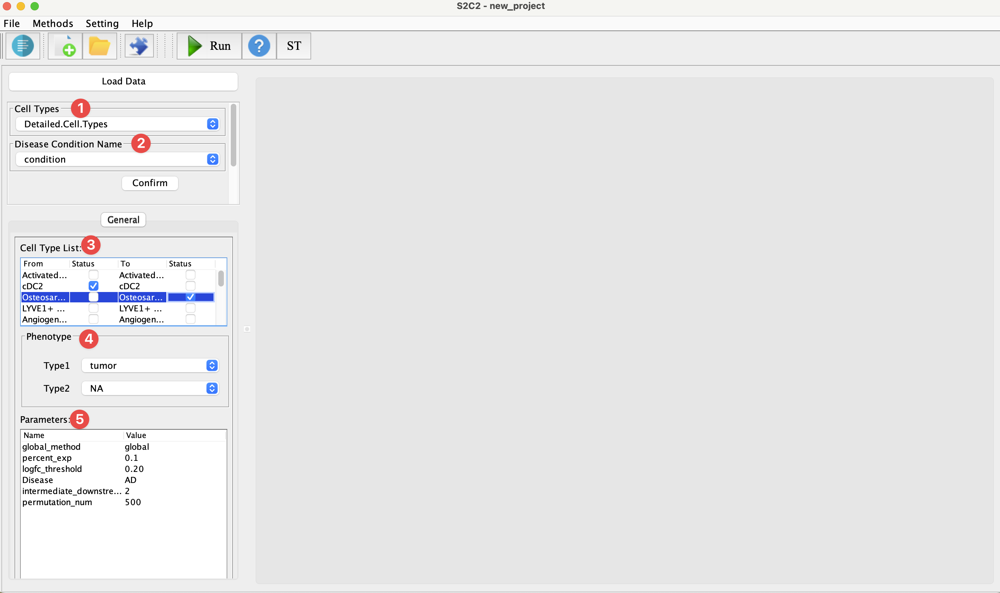 S2C2 - new_project
File Methods Setting Help
Run ? ST
Load Data
Cell Types 1
Detailed.Cell.Types
Disease Condition Name 2
condition
Confirm
General
Cell Type List: 3
From Status To Status
Activated... Activated...
cDC2 cDC2
Osteosar... Osteosar...
LYVE1+ ... LYVE1+ ...
Angiogen... Angiogen...
Phenotype 4
Type1 tumor
Type2 NA
Parameters: 5
Name Value
global_method global
percent_exp 0.1
logfc_threshold 0.20
Disease AD
intermediate_downstre... 2
permutation_num 500